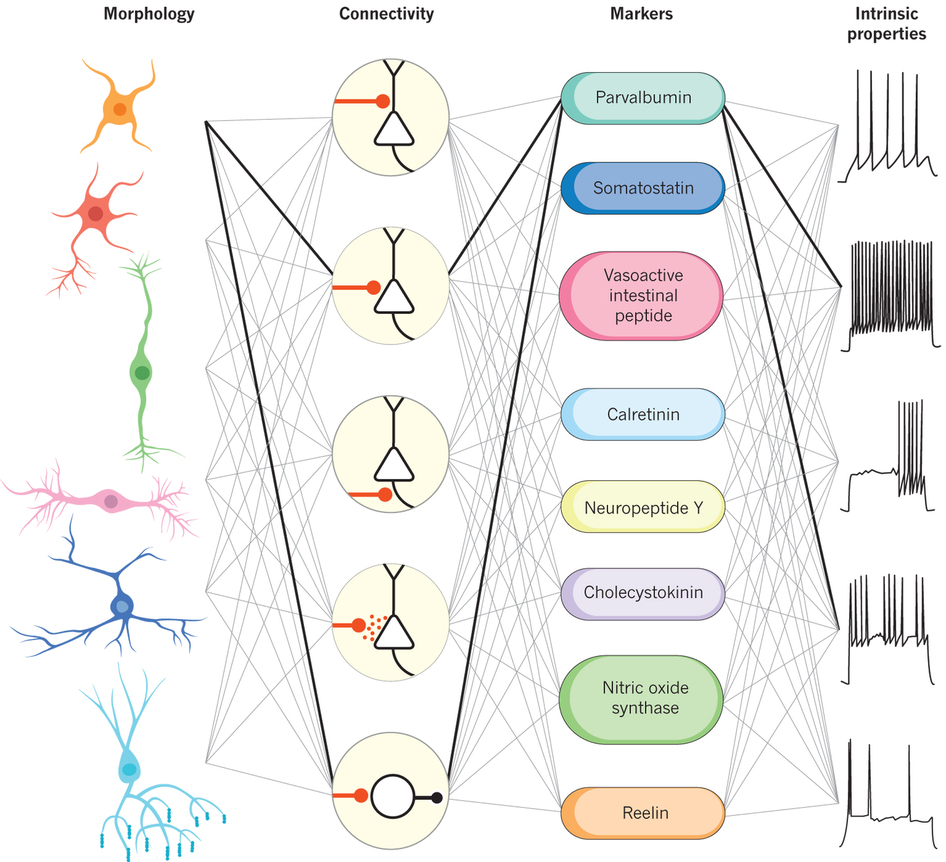 Morphology
Connectivity
Markers
Intrinsic
properties
Parvalbumin
Somatostatin
Vasoactive
intestinal
peptide
Calretinin
Neuropeptide Y
Cholecystokinin
Nitric oxide
synthase
Reelin